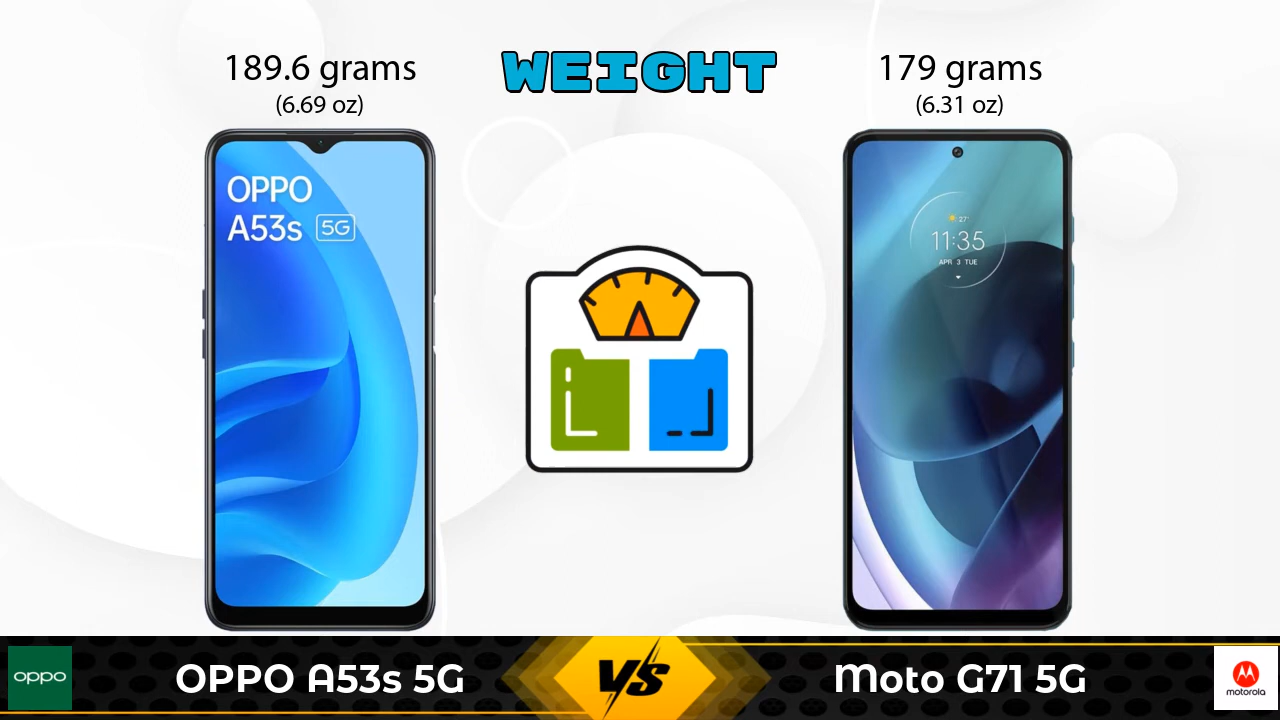 189.6 grams
(6.69 oz)
WEIGHT
179 grams
(6.31 oz)
OPPO
A53s 5G
27°
11:35
APR 3 TUE
oppo
OPPO A53s 5G
VS
Moto G71 5G
motorola